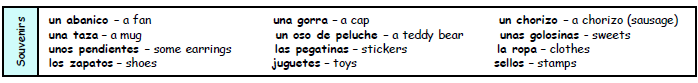 Souvenirs
un abanico – a fan
una taza – a mug
unos pendientes – some earrings
los zapatos – shoes
una gorra – a cap
un oso de peluche – a teddy bear
las pegatinas – stickers
juguetes – toys
un chorizo – a chorizo (sausage)
unas golosinas – sweets
la ropa – clothes
sellos – stamps